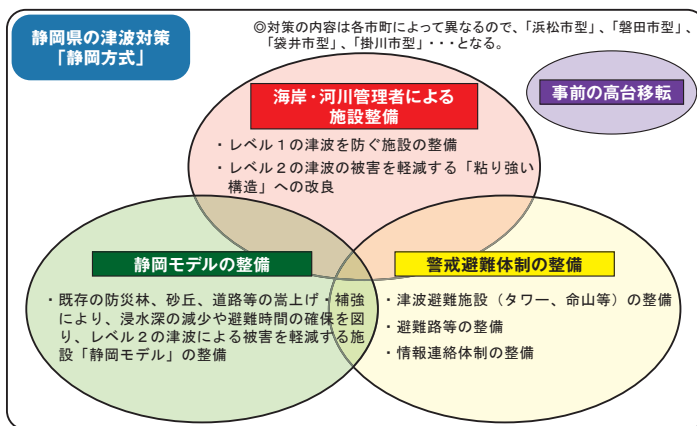 静岡県の津波対策
「静岡方式」
◎対策の内容は各市町によって異なるので、「浜松市型」、「磐田市型」、
「袋井市型」、「掛川市型」・・・となる。
海岸・河川管理者による
施設整備
事前の高台移転
・レベル1の津波を防ぐ施設の整備
・レベル2の津波の被害を軽減する「粘り強い
構造」への改良
静岡モデルの整備
・既存の防災林、砂丘、道路等の嵩上げ・補強
により、浸水深の減少や避難時間の確保を図
り、レベル2の津波による被害を軽減する施
設「静岡モデル」の整備
警戒避難体制の整備
・津波避難施設（タワー、命山等）の整備
・避難路等の整備
・情報連絡体制の整備